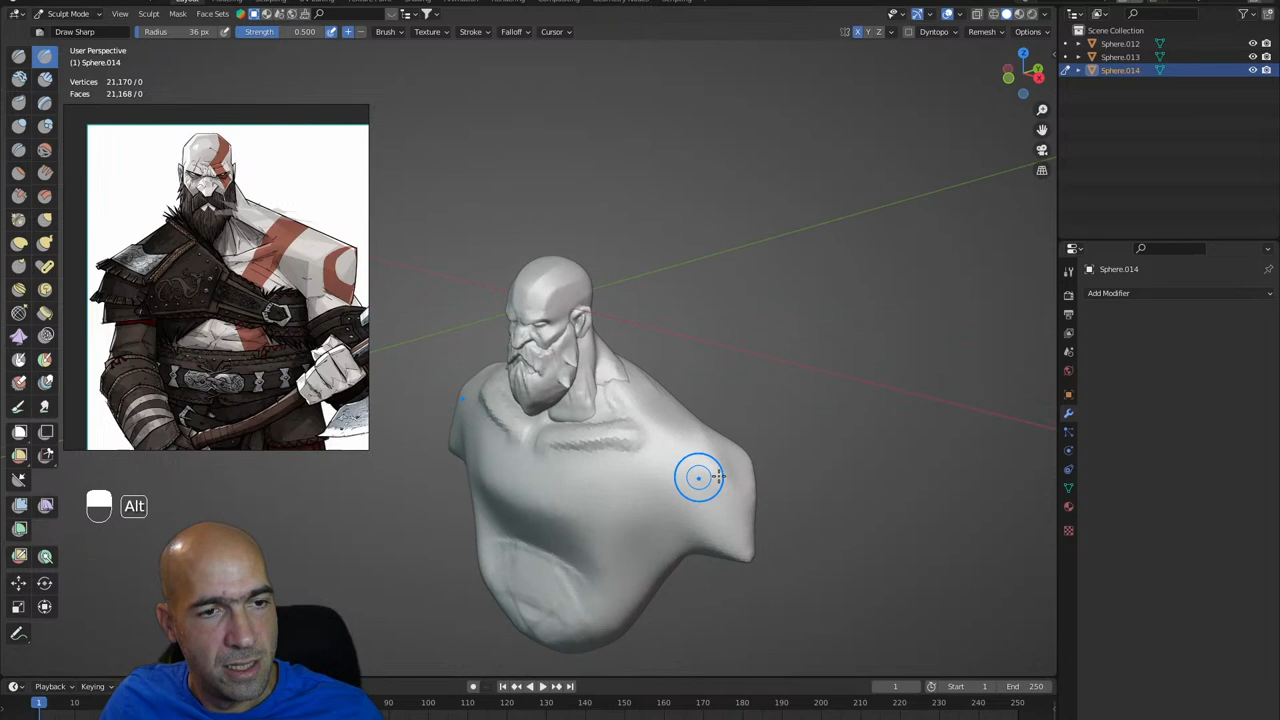 Sculpt Mode View Sculpt Mask Face Sets
Draw Sharp Radius 36 px Strength 0.500 Brush Texture Stroke Falloff Cursor X Y Z Dyntopo Remesh Options
User Perspective
(1) Sphere.014
Vertices 21,170 / 0
Faces 21,168 / 0
Z
Y
X
Scene Collection
Sphere.012
Sphere.013
Sphere.014
Sphere.014
Add Modifier
Alt
Playback Keying 1 Start 1 End 250
1 10 80 90 100 110 120 130 140 150 160 170 180 190 200 210 220 230 240 250